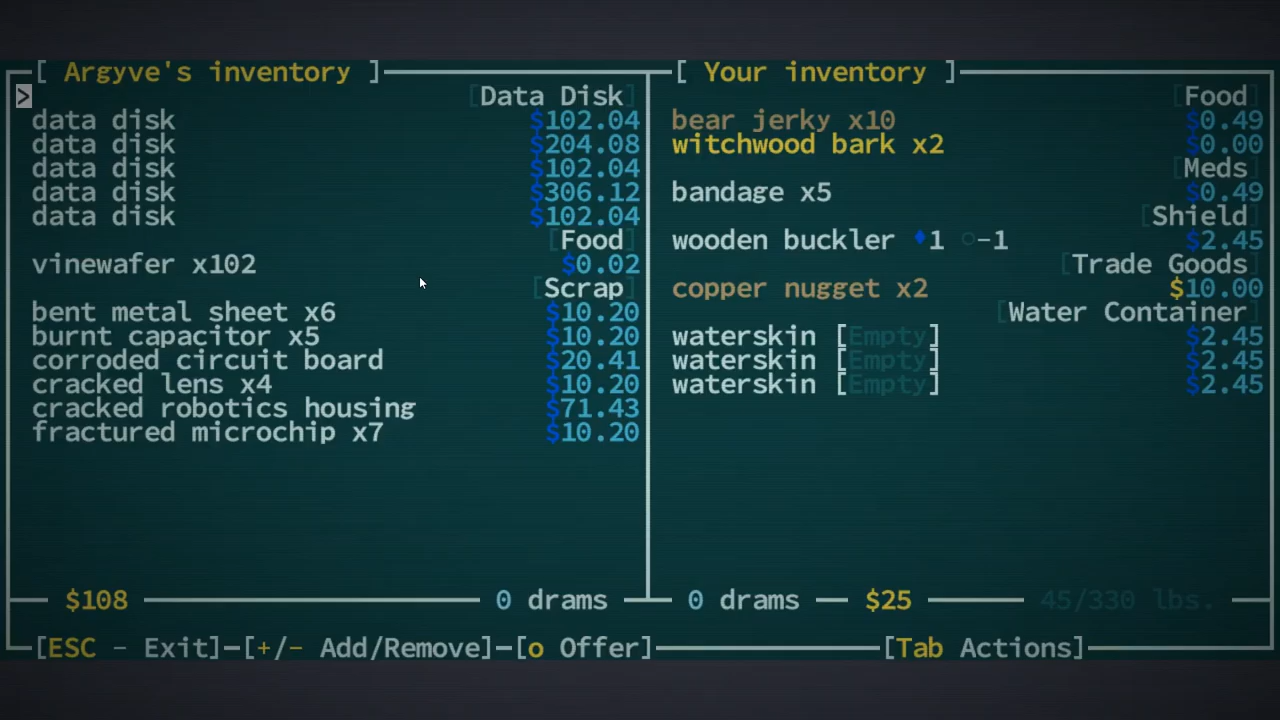 [ Argyve's inventory ] [ Your inventory ]
> [Data Disk] [Food]
data disk $102.04 bear jerky x10 $0.49
data disk $204.08 witchwood bark x2 $0.00
data disk $102.04 [Meds]
data disk $306.12 bandage x5 $0.49
data disk $102.04 [Shield]
[Food] wooden buckler ♦1 ○-1 $2.45
vinewafer x102 $0.02 [Trade Goods]
[Scrap] copper nugget x2 $10.00
bent metal sheet x6 $10.20 [Water Container]
burnt capacitor x5 $10.20 waterskin [Empty] $2.45
corroded circuit board $20.41 waterskin [Empty] $2.45
cracked lens x4 $10.20 waterskin [Empty] $2.45
cracked robotics housing $71.43
fractured microchip x7 $10.20
$108 0 drams 0 drams $25 45/330 lbs.
[ESC - Exit] [+/- Add/Remove] [o Offer] [Tab Actions]